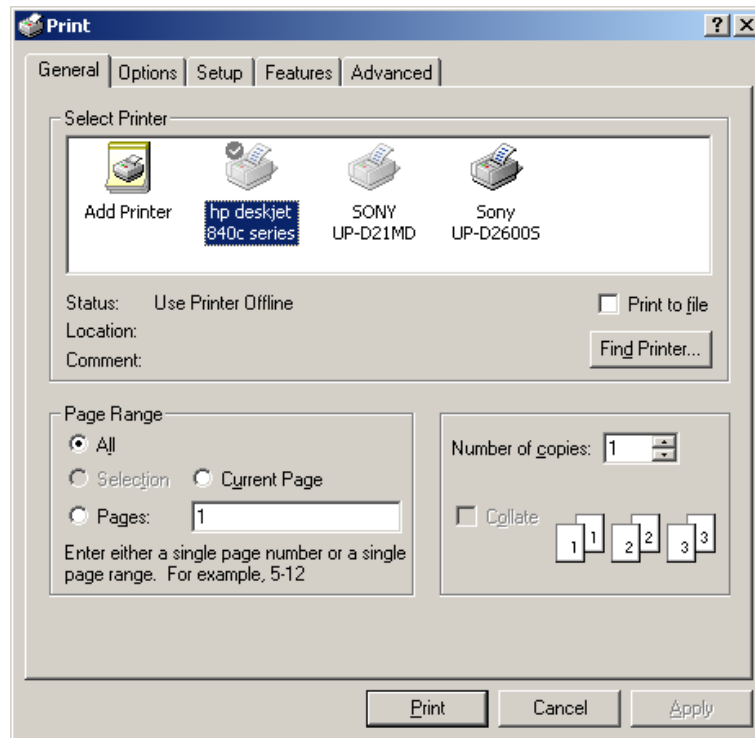 Print
General Options Setup Features Advanced
Select Printer
Add Printer
hp deskjet
840c series
SONY
UP-D21MD
Sony
UP-D2600S
Status: Use Printer Offline
Print to file
Location:
Comment:
Find Printer...
Page Range
All
Selection Current Page
Pages: 1
Enter either a single page number or a single
page range. For example, 5-12
Number of copies: 1
Collate
1 1 2 2 3 3
Print Cancel Apply